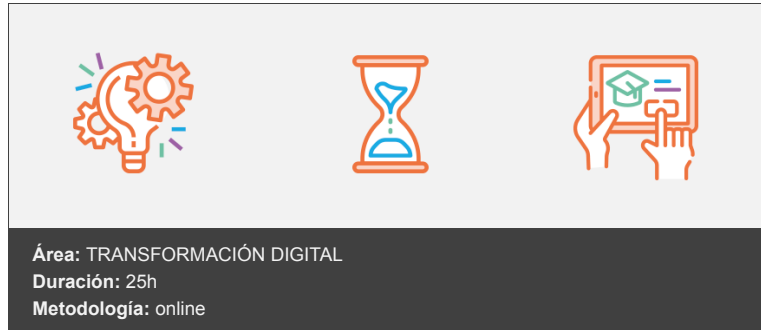 Área: TRANSFORMACIÓN DIGITAL
Duración: 25h
Metodología: online